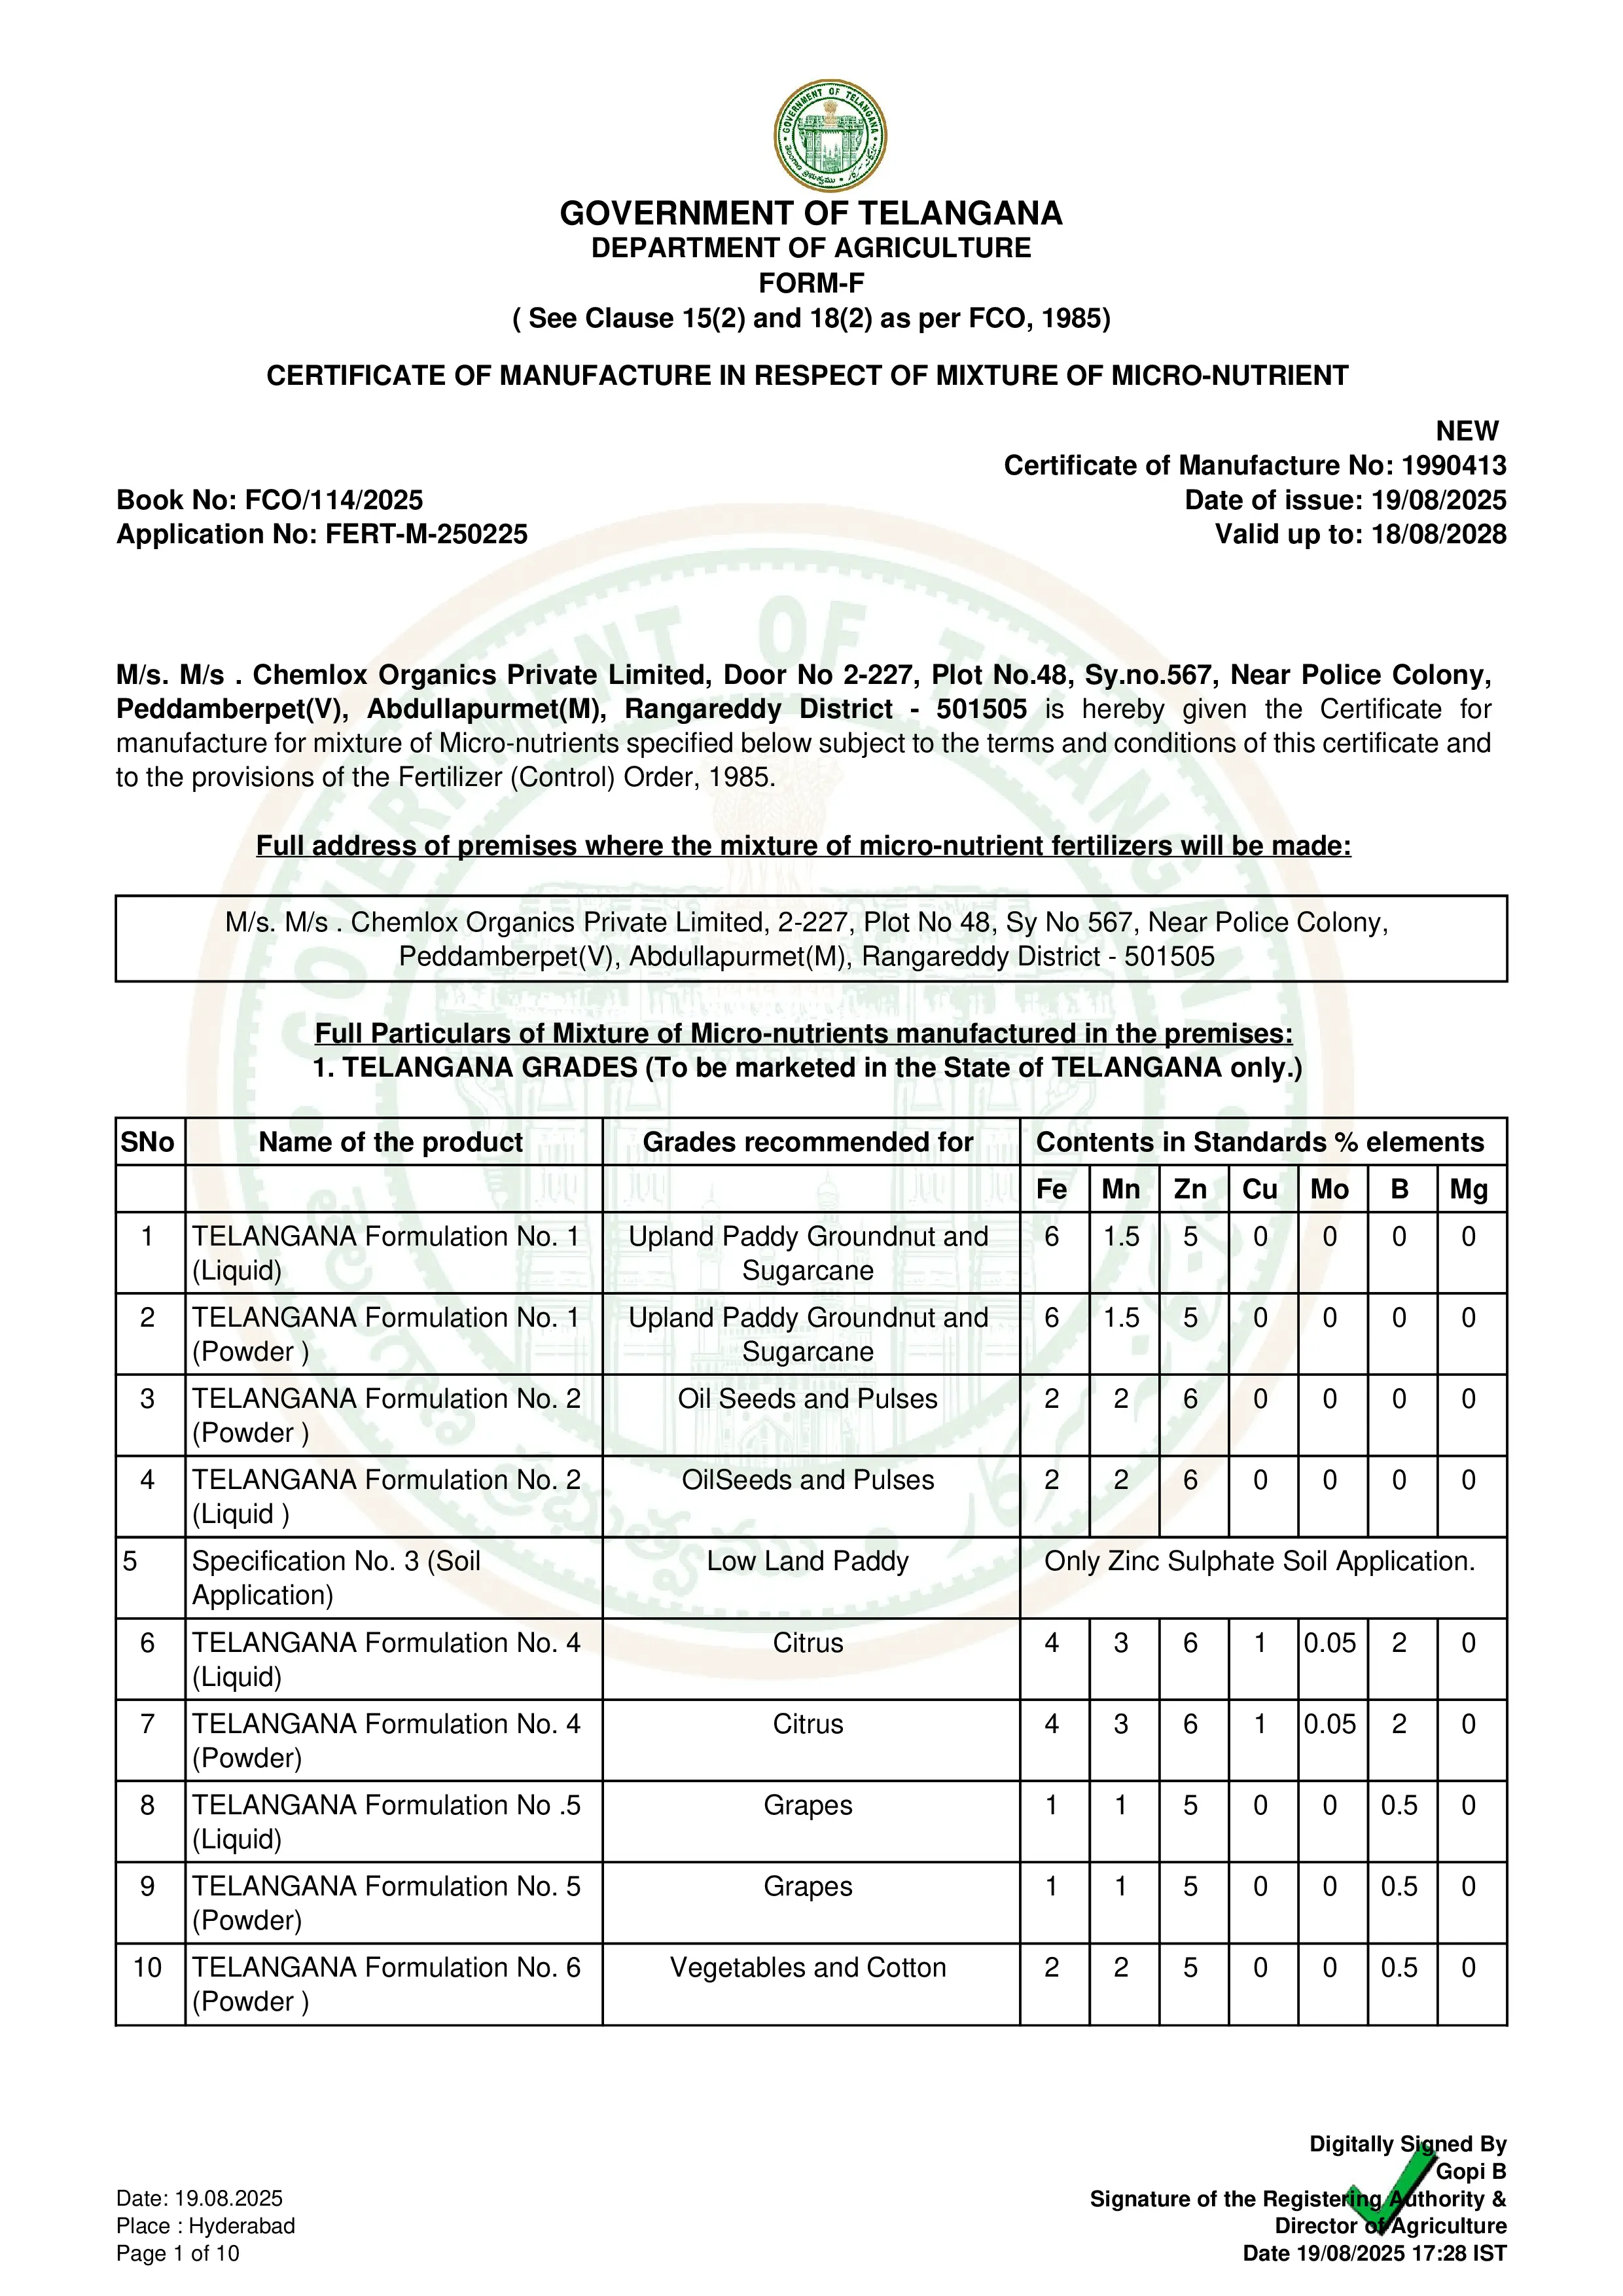 GOVERNMENT OF TELANGANA
GOVERNMENT OF TELANGANA
DEPARTMENT OF AGRICULTURE
FORM-F
( See Clause 15(2) and 18(2) as per FCO, 1985)
CERTIFICATE OF MANUFACTURE IN RESPECT OF MIXTURE OF MICRO-NUTRIENT
NEW
Certificate of Manufacture No: 1990413
Book No: FCO/114/2025 Date of issue: 19/08/2025
Application No: FERT-M-250225 Valid up to: 18/08/2028
M/s. M/s . Chemlox Organics Private Limited, Door No 2-227, Plot No.48, Sy.no.567, Near Police Colony,
Peddamberpet(V), Abdullapurmet(M), Rangareddy District - 501505 is hereby given the Certificate for
manufacture for mixture of Micro-nutrients specified below subject to the terms and conditions of this certificate and
to the provisions of the Fertilizer (Control) Order, 1985.
Full address of premises where the mixture of micro-nutrient fertilizers will be made:
M/s. M/s . Chemlox Organics Private Limited, 2-227, Plot No 48, Sy No 567, Near Police Colony,
Peddamberpet(V), Abdullapurmet(M), Rangareddy District - 501505
Full Particulars of Mixture of Micro-nutrients manufactured in the premises:
1. TELANGANA GRADES (To be marketed in the State of TELANGANA only.)
SNo Name of the product Grades recommended for Contents in Standards % elements
Fe Mn Zn Cu Mo B Mg
1 TELANGANA Formulation No. 1 Upland Paddy Groundnut and 6 1.5 5 0 0 0 0
(Liquid) Sugarcane
2 TELANGANA Formulation No. 1 Upland Paddy Groundnut and 6 1.5 5 0 0 0 0
(Powder ) Sugarcane
3 TELANGANA Formulation No. 2 Oil Seeds and Pulses 2 2 6 0 0 0 0
(Powder )
4 TELANGANA Formulation No. 2 OilSeeds and Pulses 2 2 6 0 0 0 0
(Liquid )
5 Specification No. 3 (Soil Low Land Paddy Only Zinc Sulphate Soil Application.
Application)
6 TELANGANA Formulation No. 4 Citrus 4 3 6 1 0.05 2 0
(Liquid)
7 TELANGANA Formulation No. 4 Citrus 4 3 6 1 0.05 2 0
(Powder)
8 TELANGANA Formulation No .5 Grapes 1 1 5 0 0 0.5 0
(Liquid)
9 TELANGANA Formulation No. 5 Grapes 1 1 5 0 0 0.5 0
(Powder)
10 TELANGANA Formulation No. 6 Vegetables and Cotton 2 2 5 0 0 0.5 0
(Powder )
Digitally Signed By
Gopi B
Date: 19.08.2025 Signature of the Registering Authority &
Place : Hyderabad Director of Agriculture
Page 1 of 10 Date 19/08/2025 17:28 IST